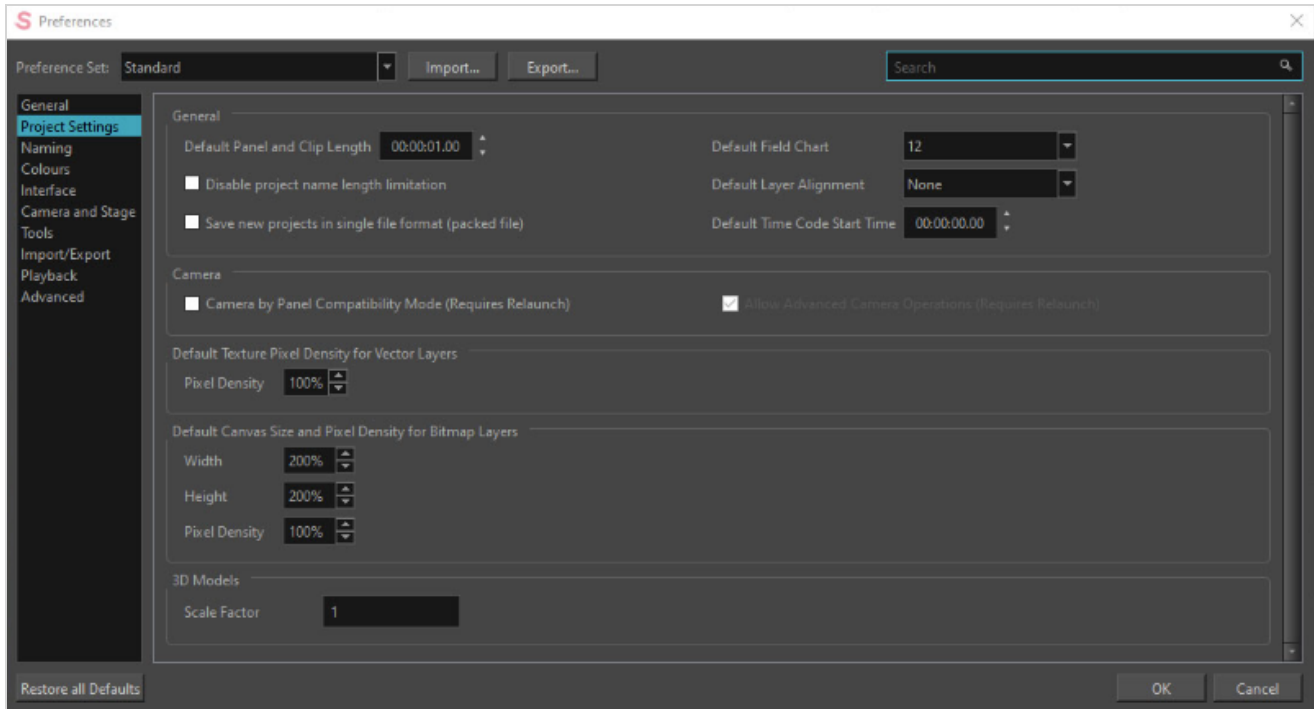 S Preferences
Preference Set: Standard Import... Export... Search
General
Project Settings
Naming
Colours
Interface
Camera and Stage
Tools
Import/Export
Playback
Advanced
General
Default Panel and Clip Length 00:00:01.00 Default Field Chart 12
Disable project name length limitation Default Layer Alignment None
Save new projects in single file format (packed file) Default Time Code Start Time 00:00:00.00
Camera
Camera by Panel Compatibility Mode (Requires Relaunch) Allow Advanced Camera Operations (Requires Relaunch)
Default Texture Pixel Density for Vector Layers
Pixel Density 100%
Default Canvas Size and Pixel Density for Bitmap Layers
Width 200%
Height 200%
Pixel Density 100%
3D Models
Scale Factor 1
Restore all Defaults OK Cancel